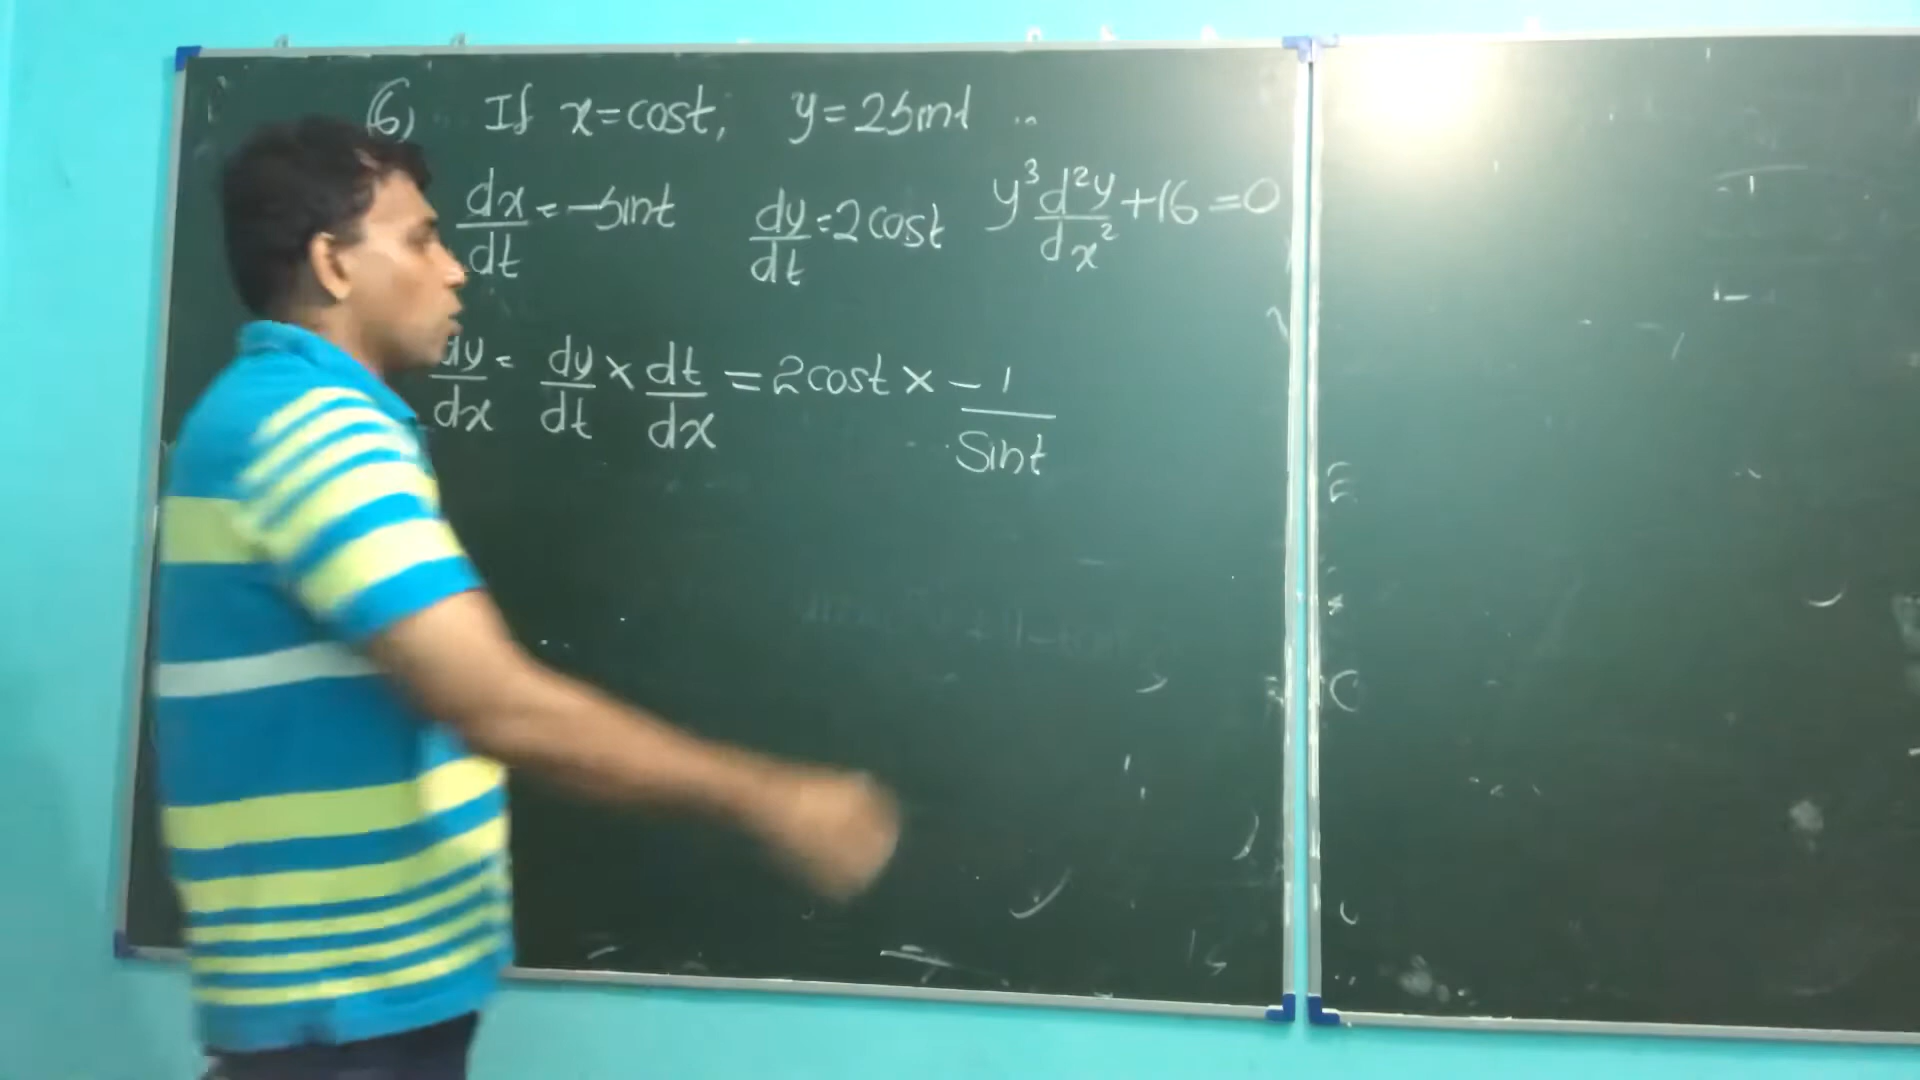 (6) If x=cost, y=2sint ..
dx/dt = -sint dy/dt = 2cost y³ d²y/dx² + 16 = 0
dy/dx = dy/dt × dt/dx = 2cost × -1/Sint